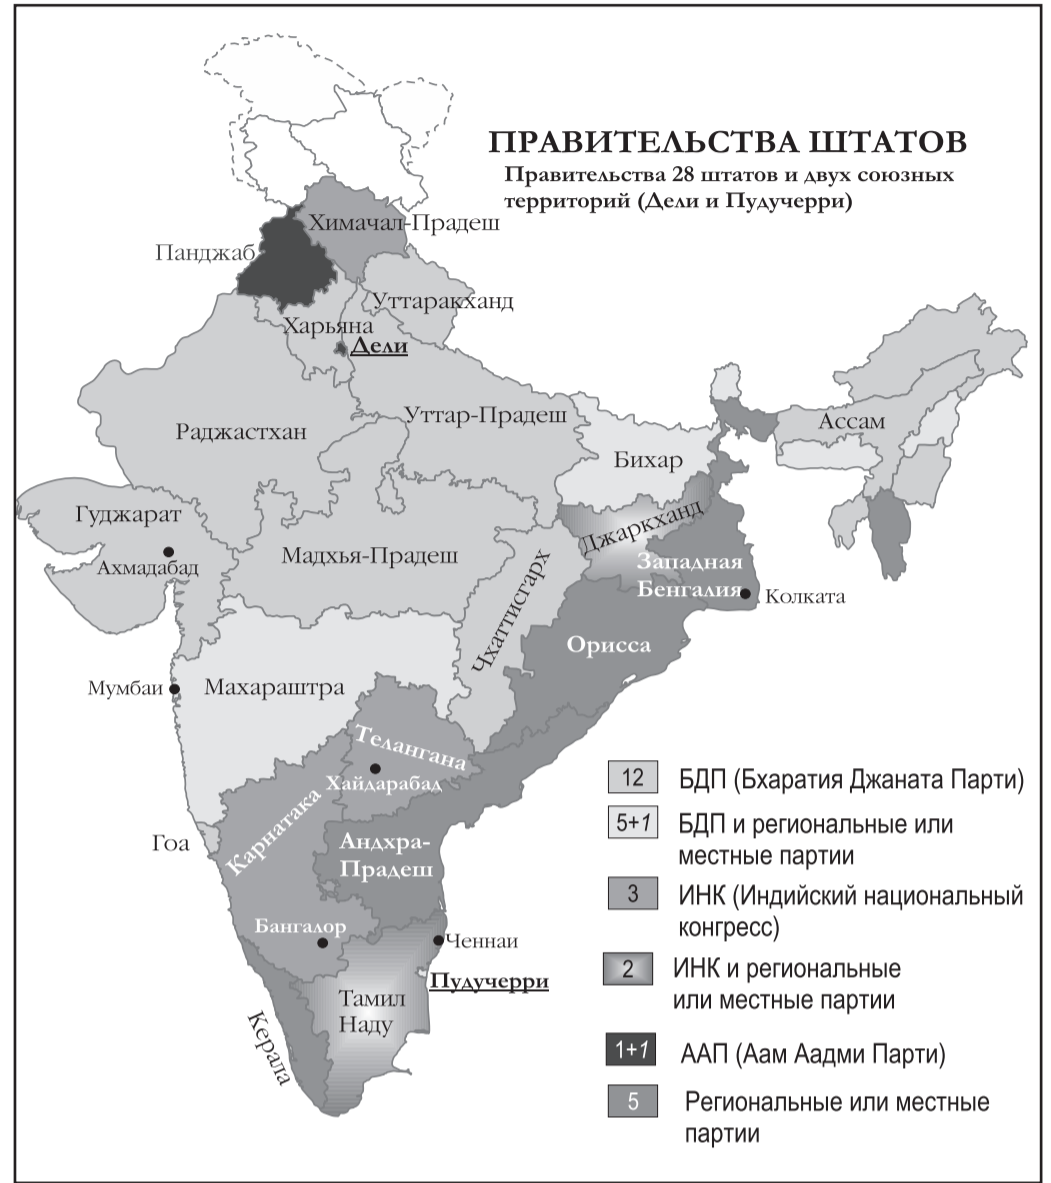 ПРАВИТЕЛЬСТВА ШТАТОВ
Правительства 28 штатов и двух союзных
территорий (Дели и Пудучерри)
Химачал-Прадеш
Панджаб
Уттаракханд
Харьяна
Дели
Уттар-Прадеш
Раджастхан
Ассам
Бихар
Гуджарат
Джаркханд
Мадхья-Прадеш
Ахмадабад
Западная
Бенгалия
Колката
Чхаттисгарх
Орисса
Мумбаи
Махараштра
Телангана
Хайдарабад
Карнатака
Гоа
Андхра-
Прадеш
Бангалор
Ченнаи
Пудучерри
Тамил
Наду
Керала
12 БДП (Бхаратия Джаната Парти)
5+1 БДП и региональные или
местные партии
3 ИНК (Индийский национальный
конгресс)
2 ИНК и региональные
или местные партии
1+1 ААП (Аам Аадми Парти)
5 Региональные или местные
партии